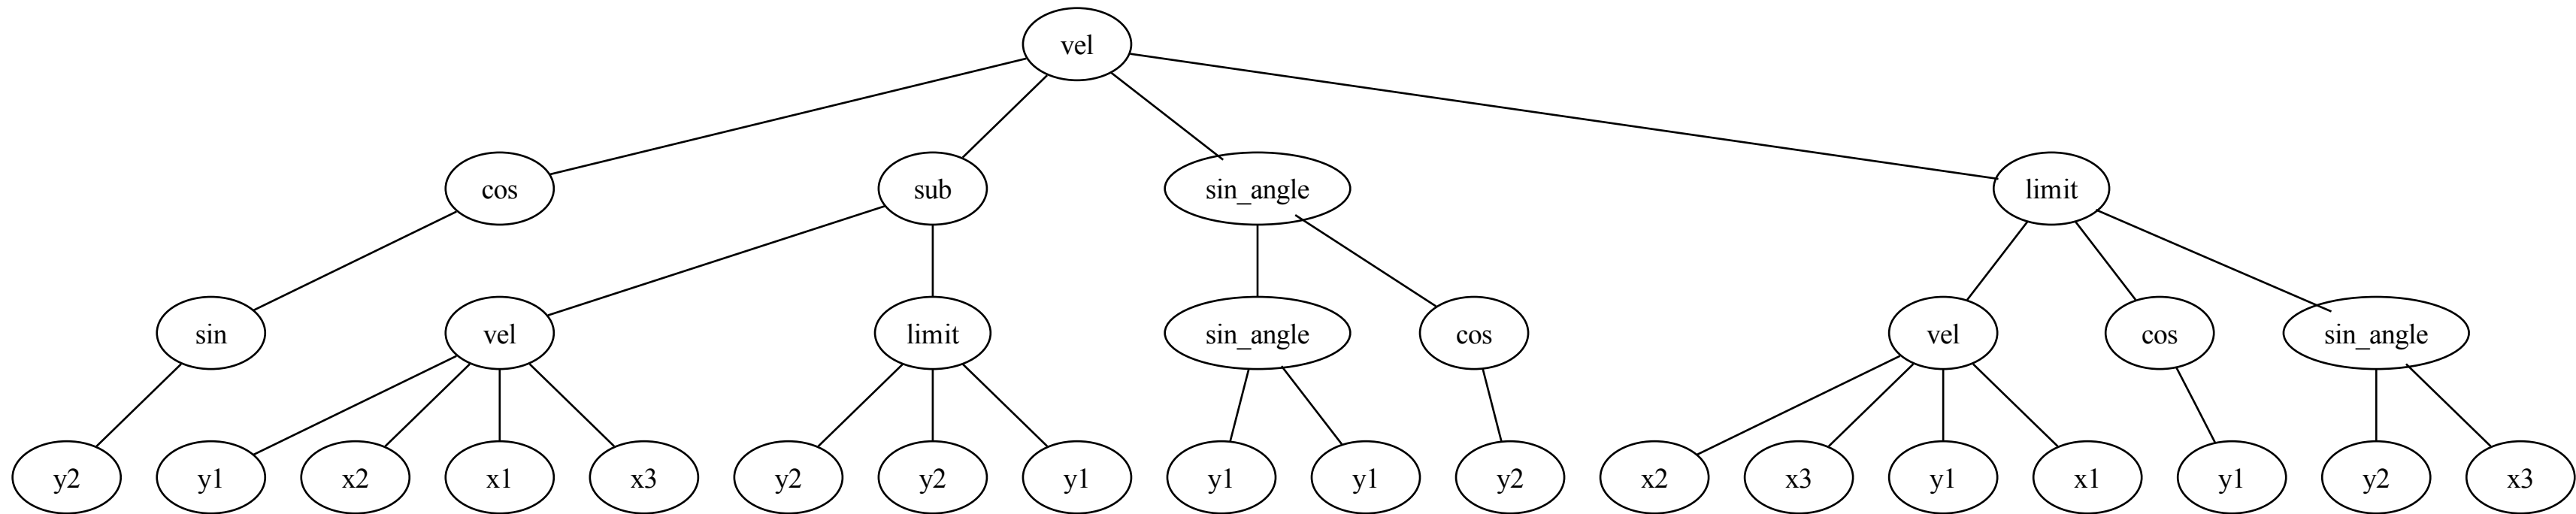 vel
cos sub sin_angle limit
sin vel limit sin_angle cos vel cos sin_angle
y2 y1 x2 x1 x3 y2 y2 y1 y1 y1 y2 x2 x3 y1 x1 y1 y2 x3